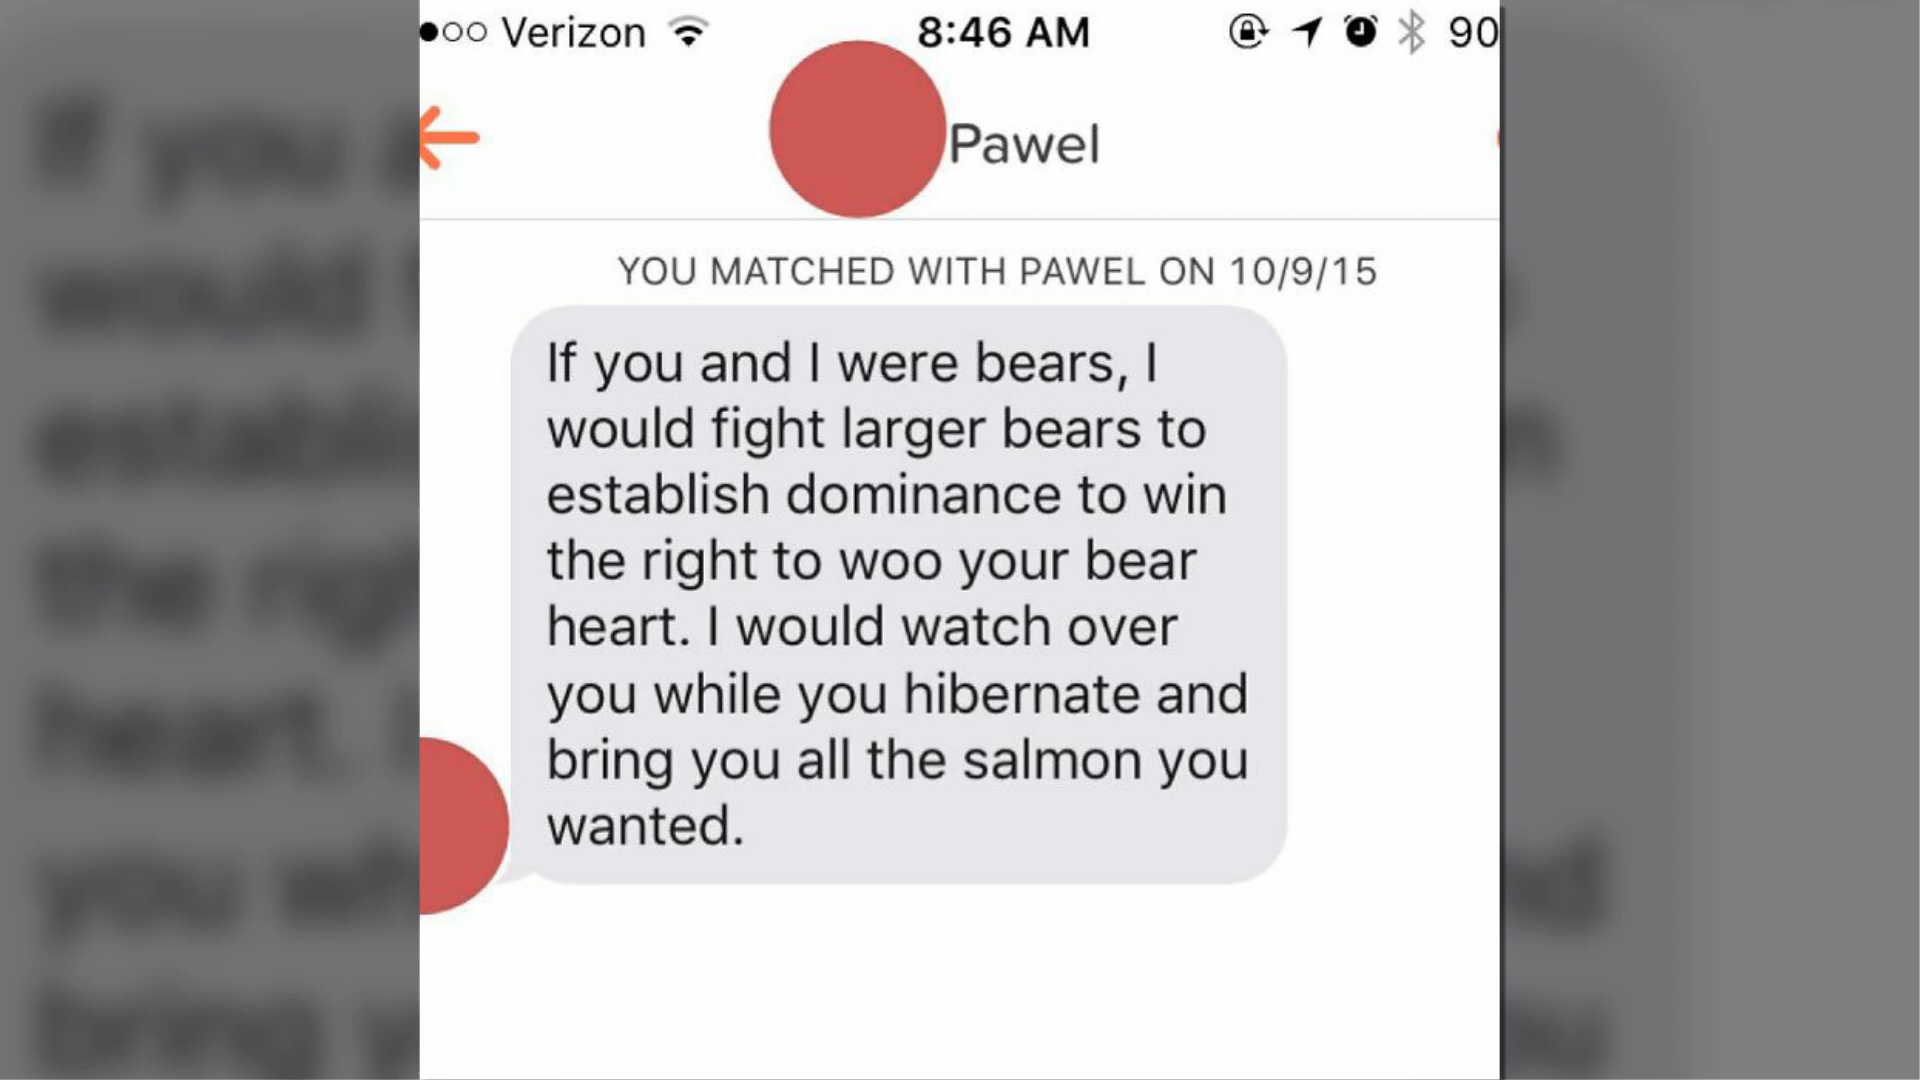 Verizon 8:46 AM 90
Pawel
YOU MATCHED WITH PAWEL ON 10/9/15
If you and I were bears, I
would fight larger bears to
establish dominance to win
the right to woo your bear
heart. I would watch over
you while you hibernate and
bring you all the salmon you
wanted.